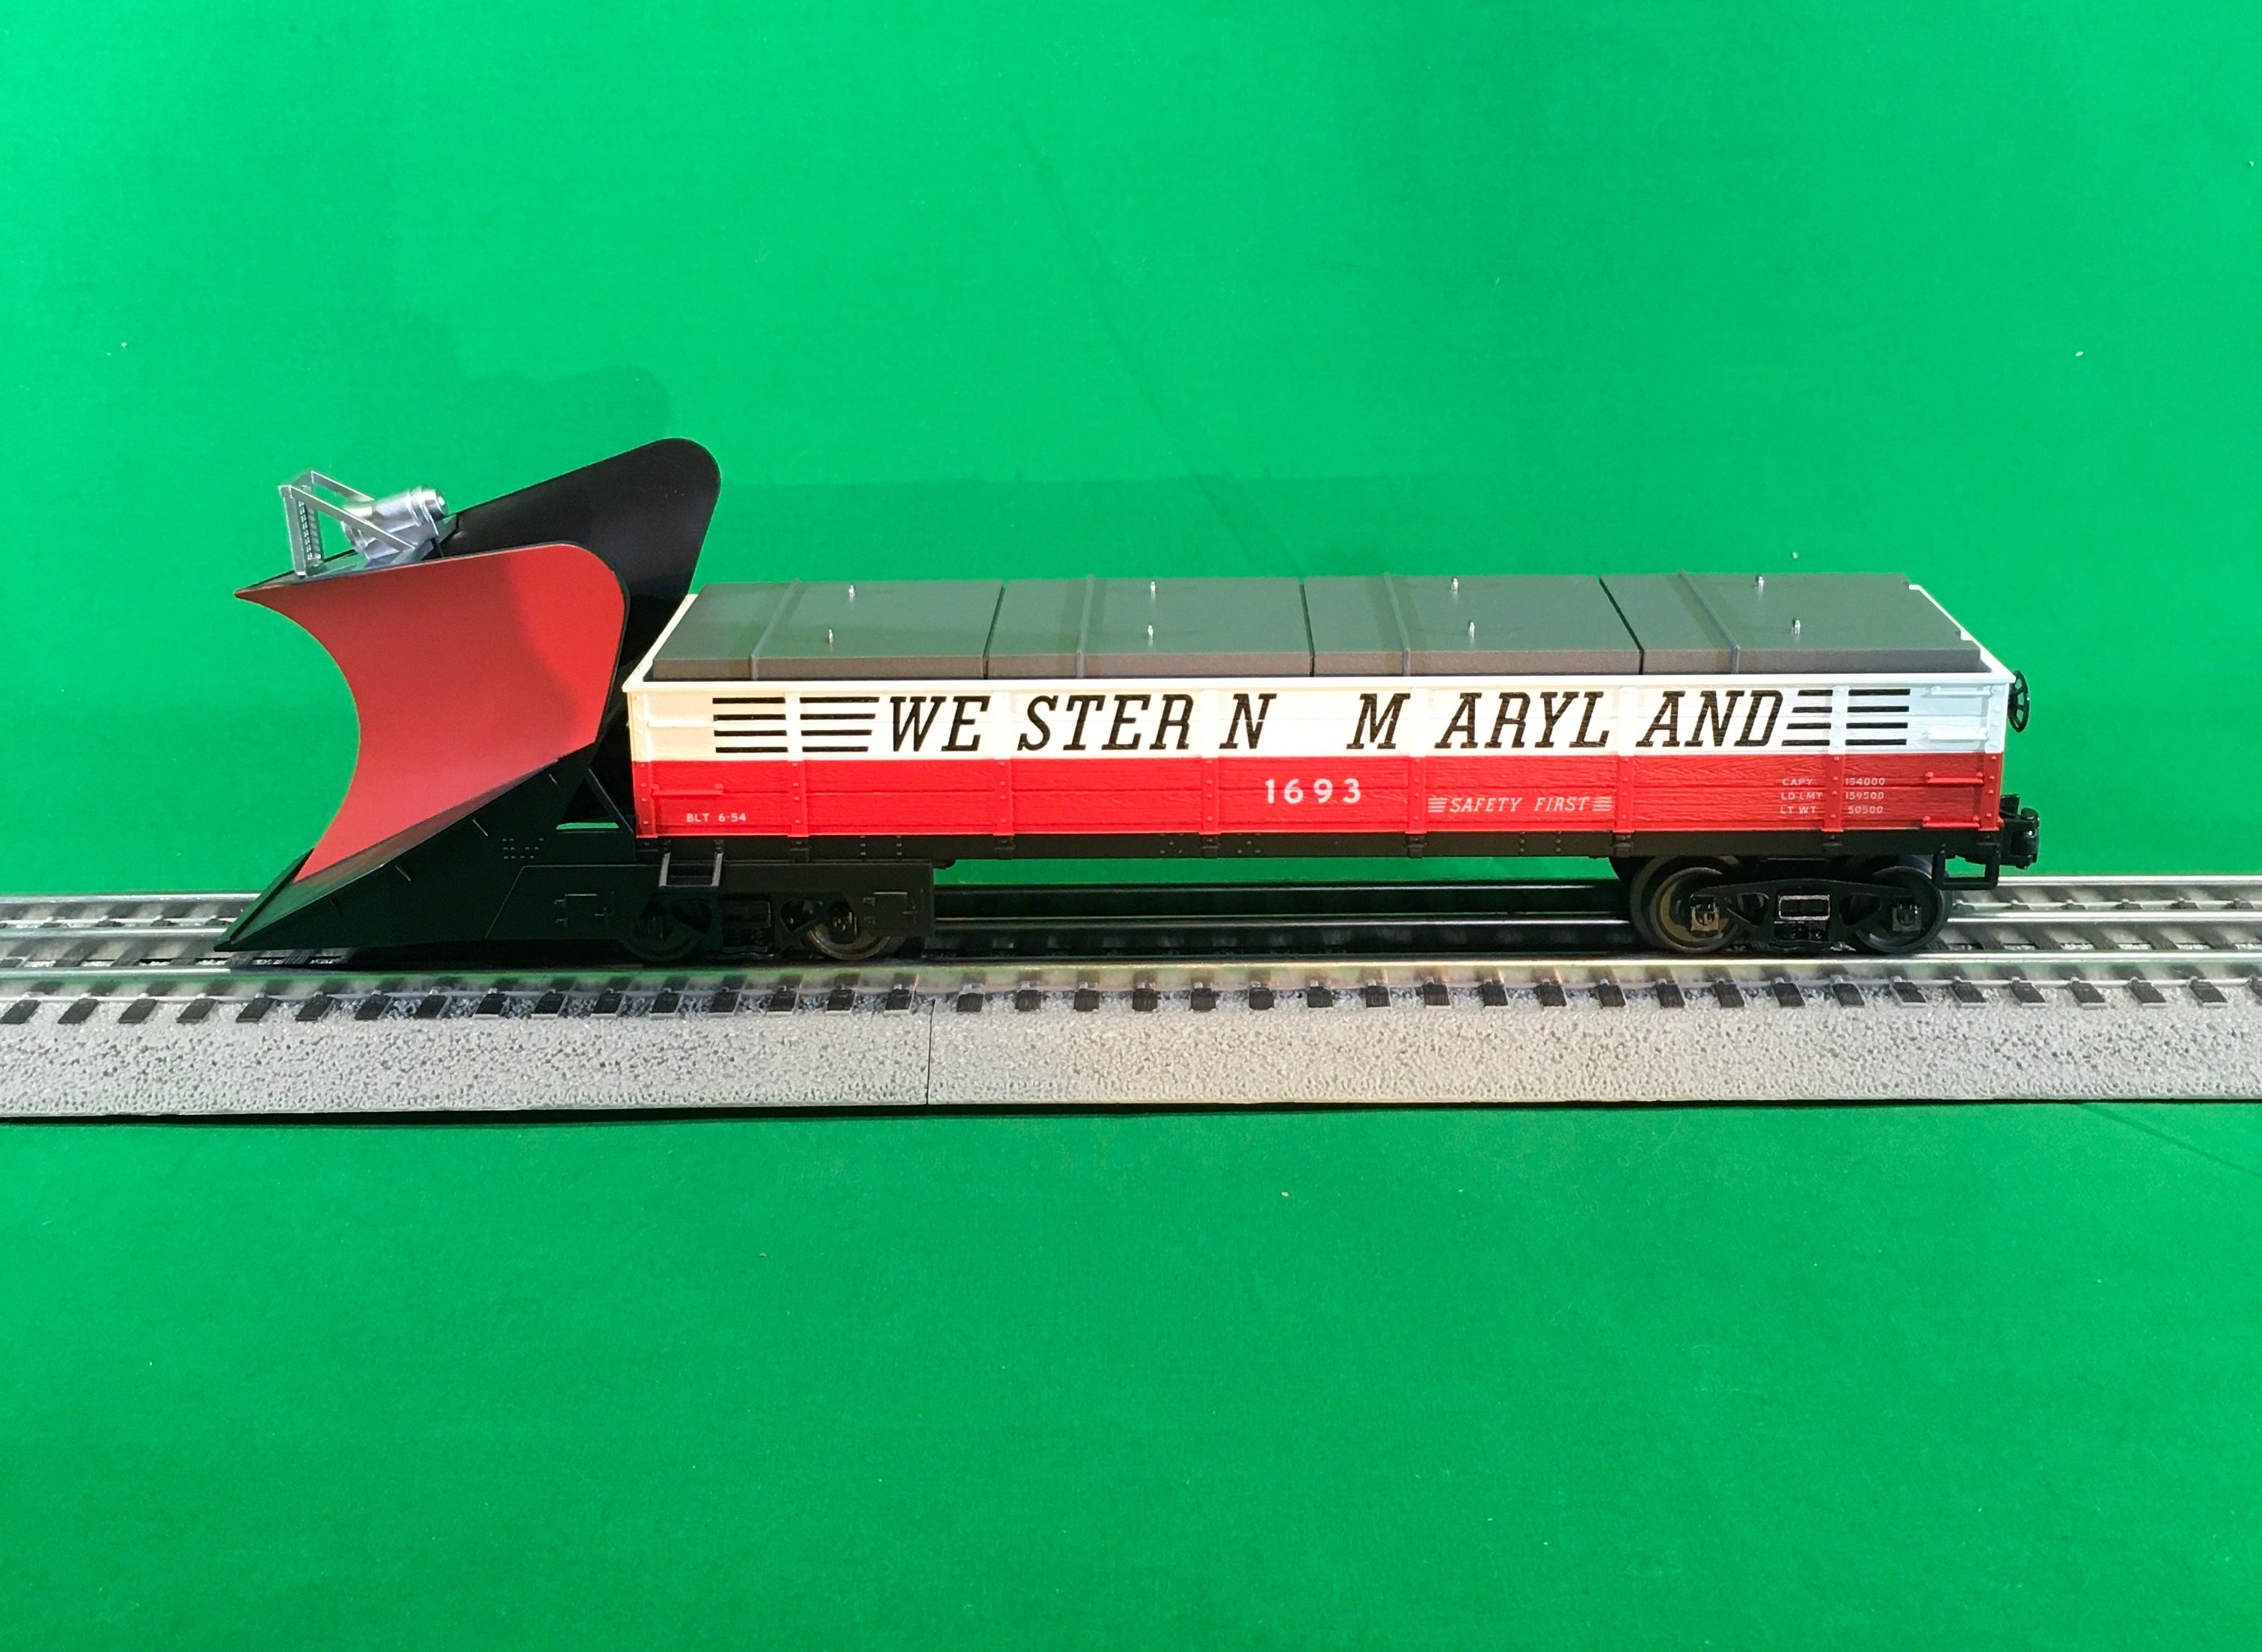 WESTERN MARYLAND
1693
SAFETY FIRST
BLT 6-54
CAPY 154000
LD LMT 159500
LT WT 50500